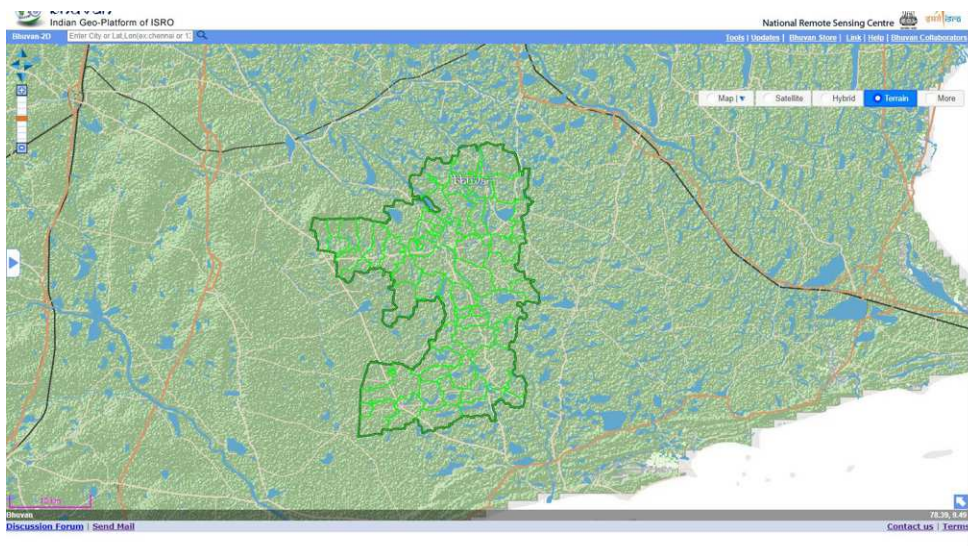 Indian Geo-Platform of ISRO
National Remote Sensing Centre
Bhuvan-2D Enter City or Lat,Lon(ex:chennai or 1
Tools | Updates | Bhuvan Store | Link | Help | Bhuvan Collaborators
Map | Satellite Hybrid Terrain More
Bhuvan
78.39, 9.49
Discussion Forum | Send Mail
Contact us | Terms